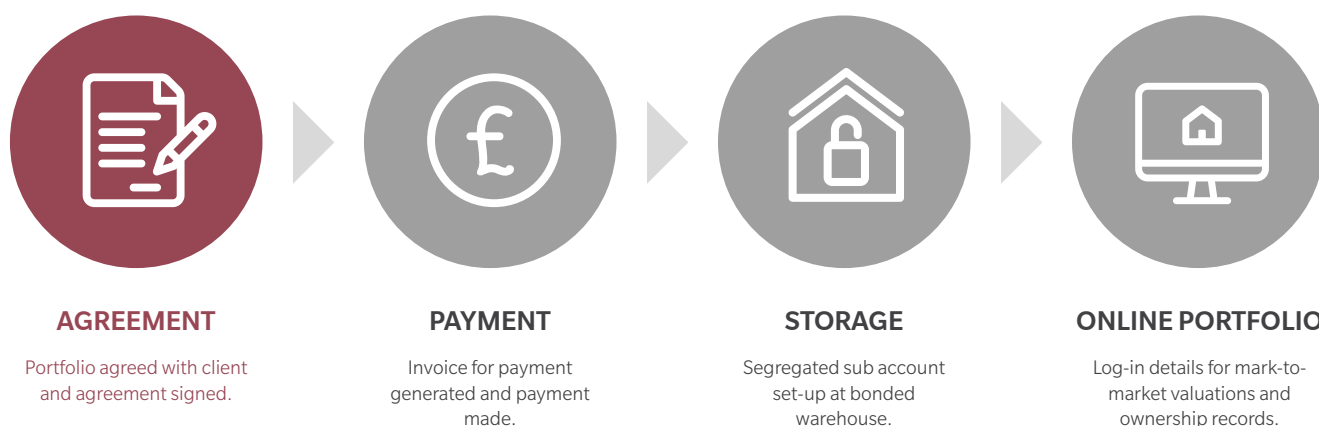 £
AGREEMENT
Portfolio agreed with client
and agreement signed.
PAYMENT
Invoice for payment
generated and payment
made.
STORAGE
Segregated sub account
set-up at bonded
warehouse.
ONLINE PORTFOLIO
Log-in details for mark-to-
market valuations and
ownership records.